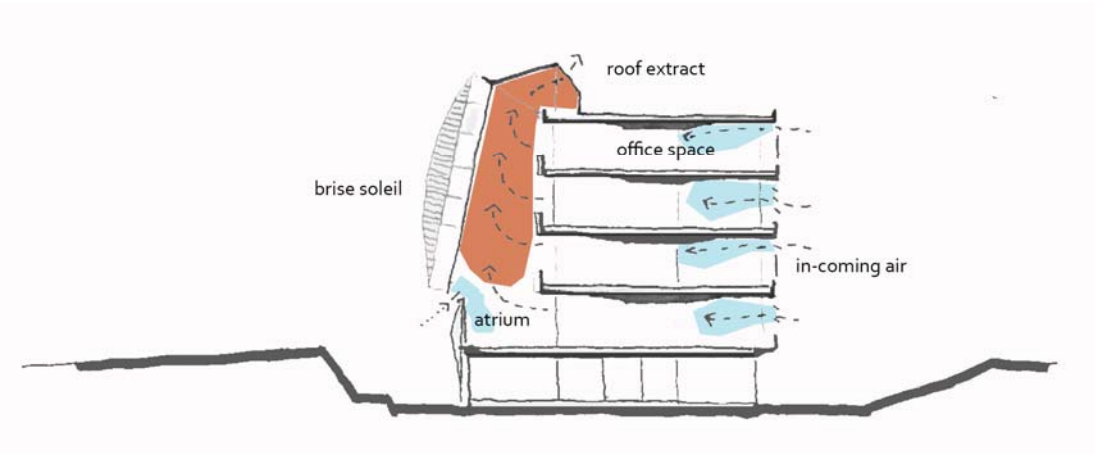 roof extract
office space
brise soleil
in-coming air
atrium